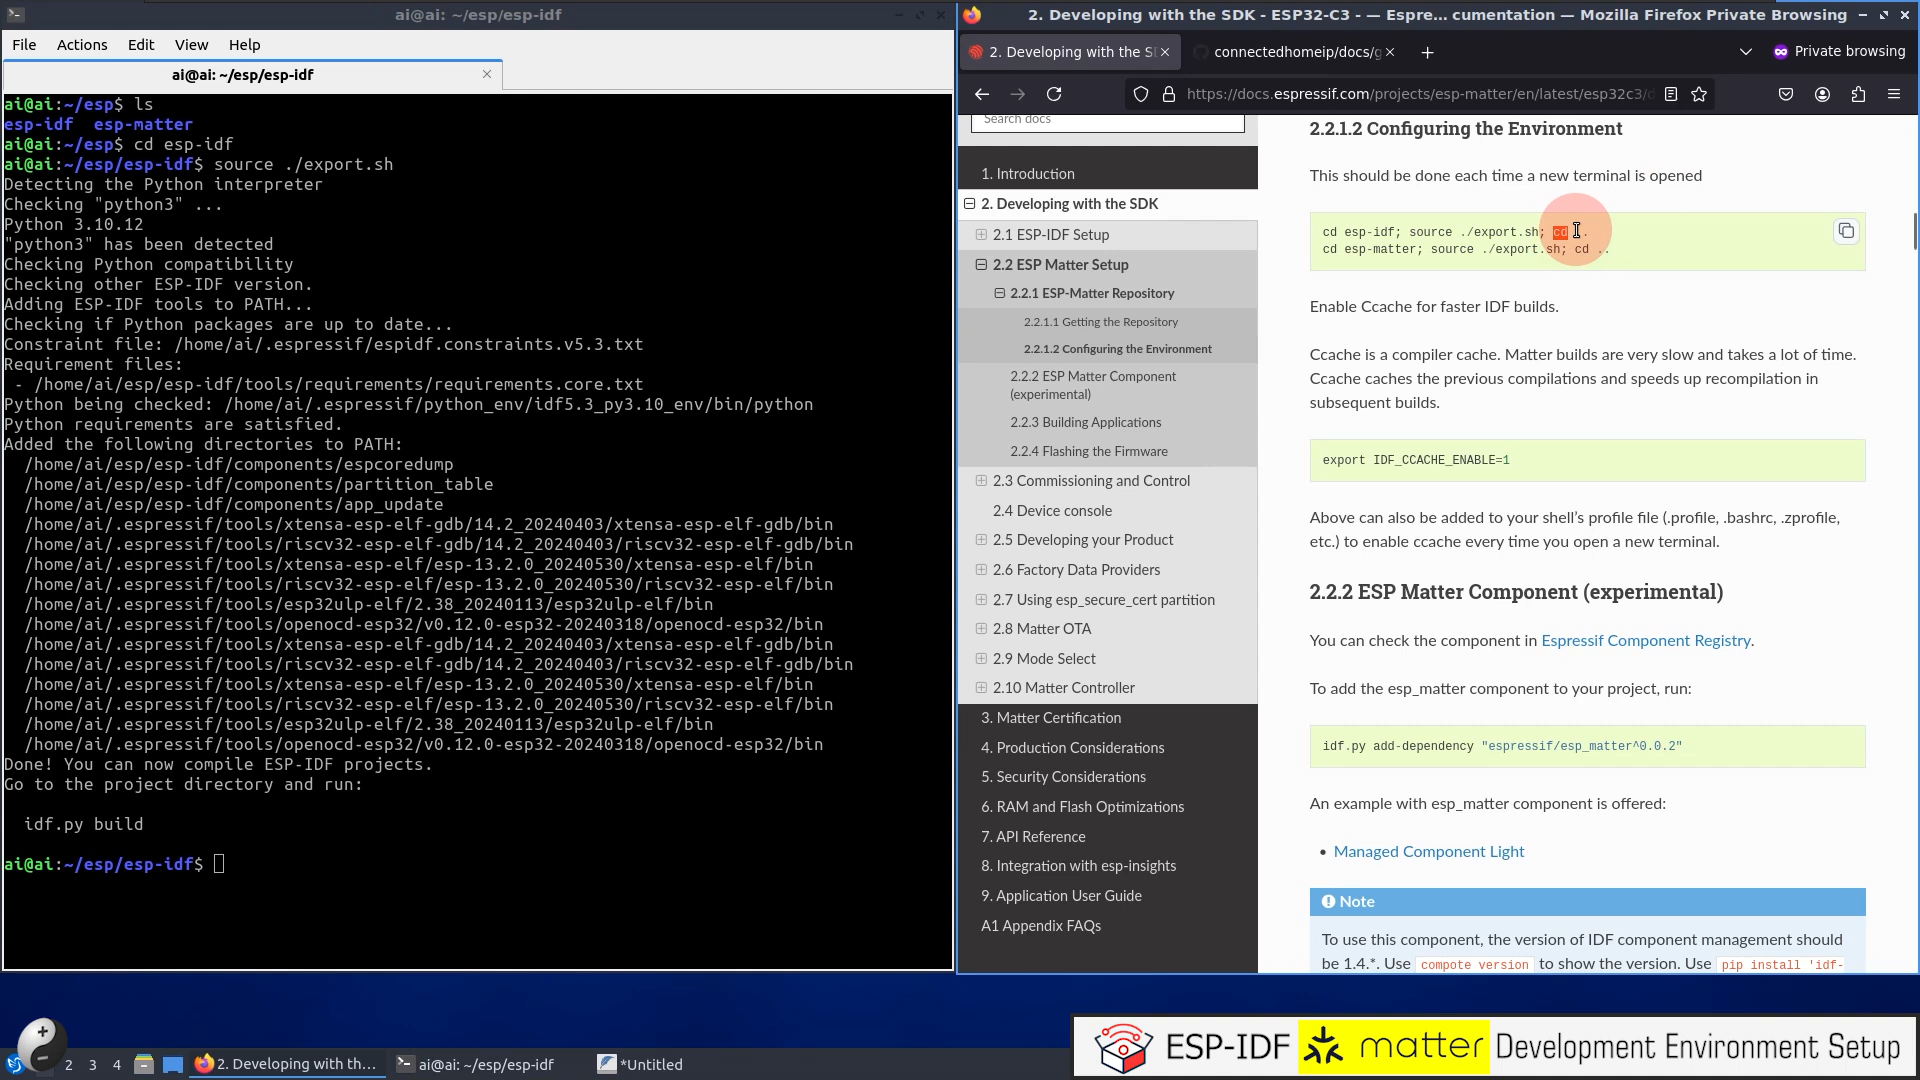 ai@ai: ~/esp/esp-idf
File Actions Edit View Help
ai@ai: ~/esp/esp-idf
ai@ai:~/esp$ ls
esp-idf  esp-matter
ai@ai:~/esp$ cd esp-idf
ai@ai:~/esp/esp-idf$ source ./export.sh
Detecting the Python interpreter
Checking "python3" ...
Python 3.10.12
"python3" has been detected
Checking Python compatibility
Checking other ESP-IDF version.
Adding ESP-IDF tools to PATH...
Checking if Python packages are up to date...
Constraint file: /home/ai/.espressif/espidf.constraints.v5.3.txt
Requirement files:
 - /home/ai/esp/esp-idf/tools/requirements/requirements.core.txt
Python being checked: /home/ai/.espressif/python_env/idf5.3_py3.10_env/bin/python
Python requirements are satisfied.
Added the following directories to PATH:
  /home/ai/esp/esp-idf/components/espcoredump
  /home/ai/esp/esp-idf/components/partition_table
  /home/ai/esp/esp-idf/components/app_update
  /home/ai/.espressif/tools/xtensa-esp-elf-gdb/14.2_20240403/xtensa-esp-elf-gdb/bin
  /home/ai/.espressif/tools/riscv32-esp-elf-gdb/14.2_20240403/riscv32-esp-elf-gdb/bin
  /home/ai/.espressif/tools/xtensa-esp-elf/esp-13.2.0_20240530/xtensa-esp-elf/bin
  /home/ai/.espressif/tools/riscv32-esp-elf/esp-13.2.0_20240530/riscv32-esp-elf/bin
  /home/ai/.espressif/tools/esp32ulp-elf/2.38_20240113/esp32ulp-elf/bin
  /home/ai/.espressif/tools/openocd-esp32/v0.12.0-esp32-20240318/openocd-esp32/bin
  /home/ai/.espressif/tools/xtensa-esp-elf-gdb/14.2_20240403/xtensa-esp-elf-gdb/bin
  /home/ai/.espressif/tools/riscv32-esp-elf-gdb/14.2_20240403/riscv32-esp-elf-gdb/bin
  /home/ai/.espressif/tools/xtensa-esp-elf/esp-13.2.0_20240530/xtensa-esp-elf/bin
  /home/ai/.espressif/tools/riscv32-esp-elf/esp-13.2.0_20240530/riscv32-esp-elf/bin
  /home/ai/.espressif/tools/esp32ulp-elf/2.38_20240113/esp32ulp-elf/bin
  /home/ai/.espressif/tools/openocd-esp32/v0.12.0-esp32-20240318/openocd-esp32/bin
Done! You can now compile ESP-IDF projects.
Go to the project directory and run:
  idf.py build
ai@ai:~/esp/esp-idf$
2. Developing with the SDK - ESP32-C3 - — Espre... cumentation — Mozilla Firefox Private Browsing
2. Developing with the S
connectedhomeip/docs/g
Private browsing
https://docs.espressif.com/projects/esp-matter/en/latest/esp32c3/
Search docs
1. Introduction
2. Developing with the SDK
2.1 ESP-IDF Setup
2.2 ESP Matter Setup
2.2.1 ESP-Matter Repository
2.2.1.1 Getting the Repository
2.2.1.2 Configuring the Environment
2.2.2 ESP Matter Component
(experimental)
2.2.3 Building Applications
2.2.4 Flashing the Firmware
2.3 Commissioning and Control
2.4 Device console
2.5 Developing your Product
2.6 Factory Data Providers
2.7 Using esp_secure_cert partition
2.8 Matter OTA
2.9 Mode Select
2.10 Matter Controller
3. Matter Certification
4. Production Considerations
5. Security Considerations
6. RAM and Flash Optimizations
7. API Reference
8. Integration with esp-insights
9. Application User Guide
A1 Appendix FAQs
2.2.1.2 Configuring the Environment
This should be done each time a new terminal is opened
cd esp-idf; source ./export.sh; cd ..
cd esp-matter; source ./export.sh; cd ..
Enable Ccache for faster IDF builds.
Ccache is a compiler cache. Matter builds are very slow and takes a lot of time.
Ccache caches the previous compilations and speeds up recompilation in
subsequent builds.
export IDF_CCACHE_ENABLE=1
Above can also be added to your shell’s profile file (.profile, .bashrc, .zprofile,
etc.) to enable ccache every time you open a new terminal.
2.2.2 ESP Matter Component (experimental)
You can check the component in Espressif Component Registry.
To add the esp_matter component to your project, run:
idf.py add-dependency "espressif/esp_matter^0.0.2"
An example with esp_matter component is offered:
• Managed Component Light
Note
To use this component, the version of IDF component management should
be 1.4.*. Use compote version to show the version. Use pip install 'idf-
2 3 4
2. Developing with th...
ai@ai: ~/esp/esp-idf
*Untitled
ESP-IDF matter Development Environment Setup